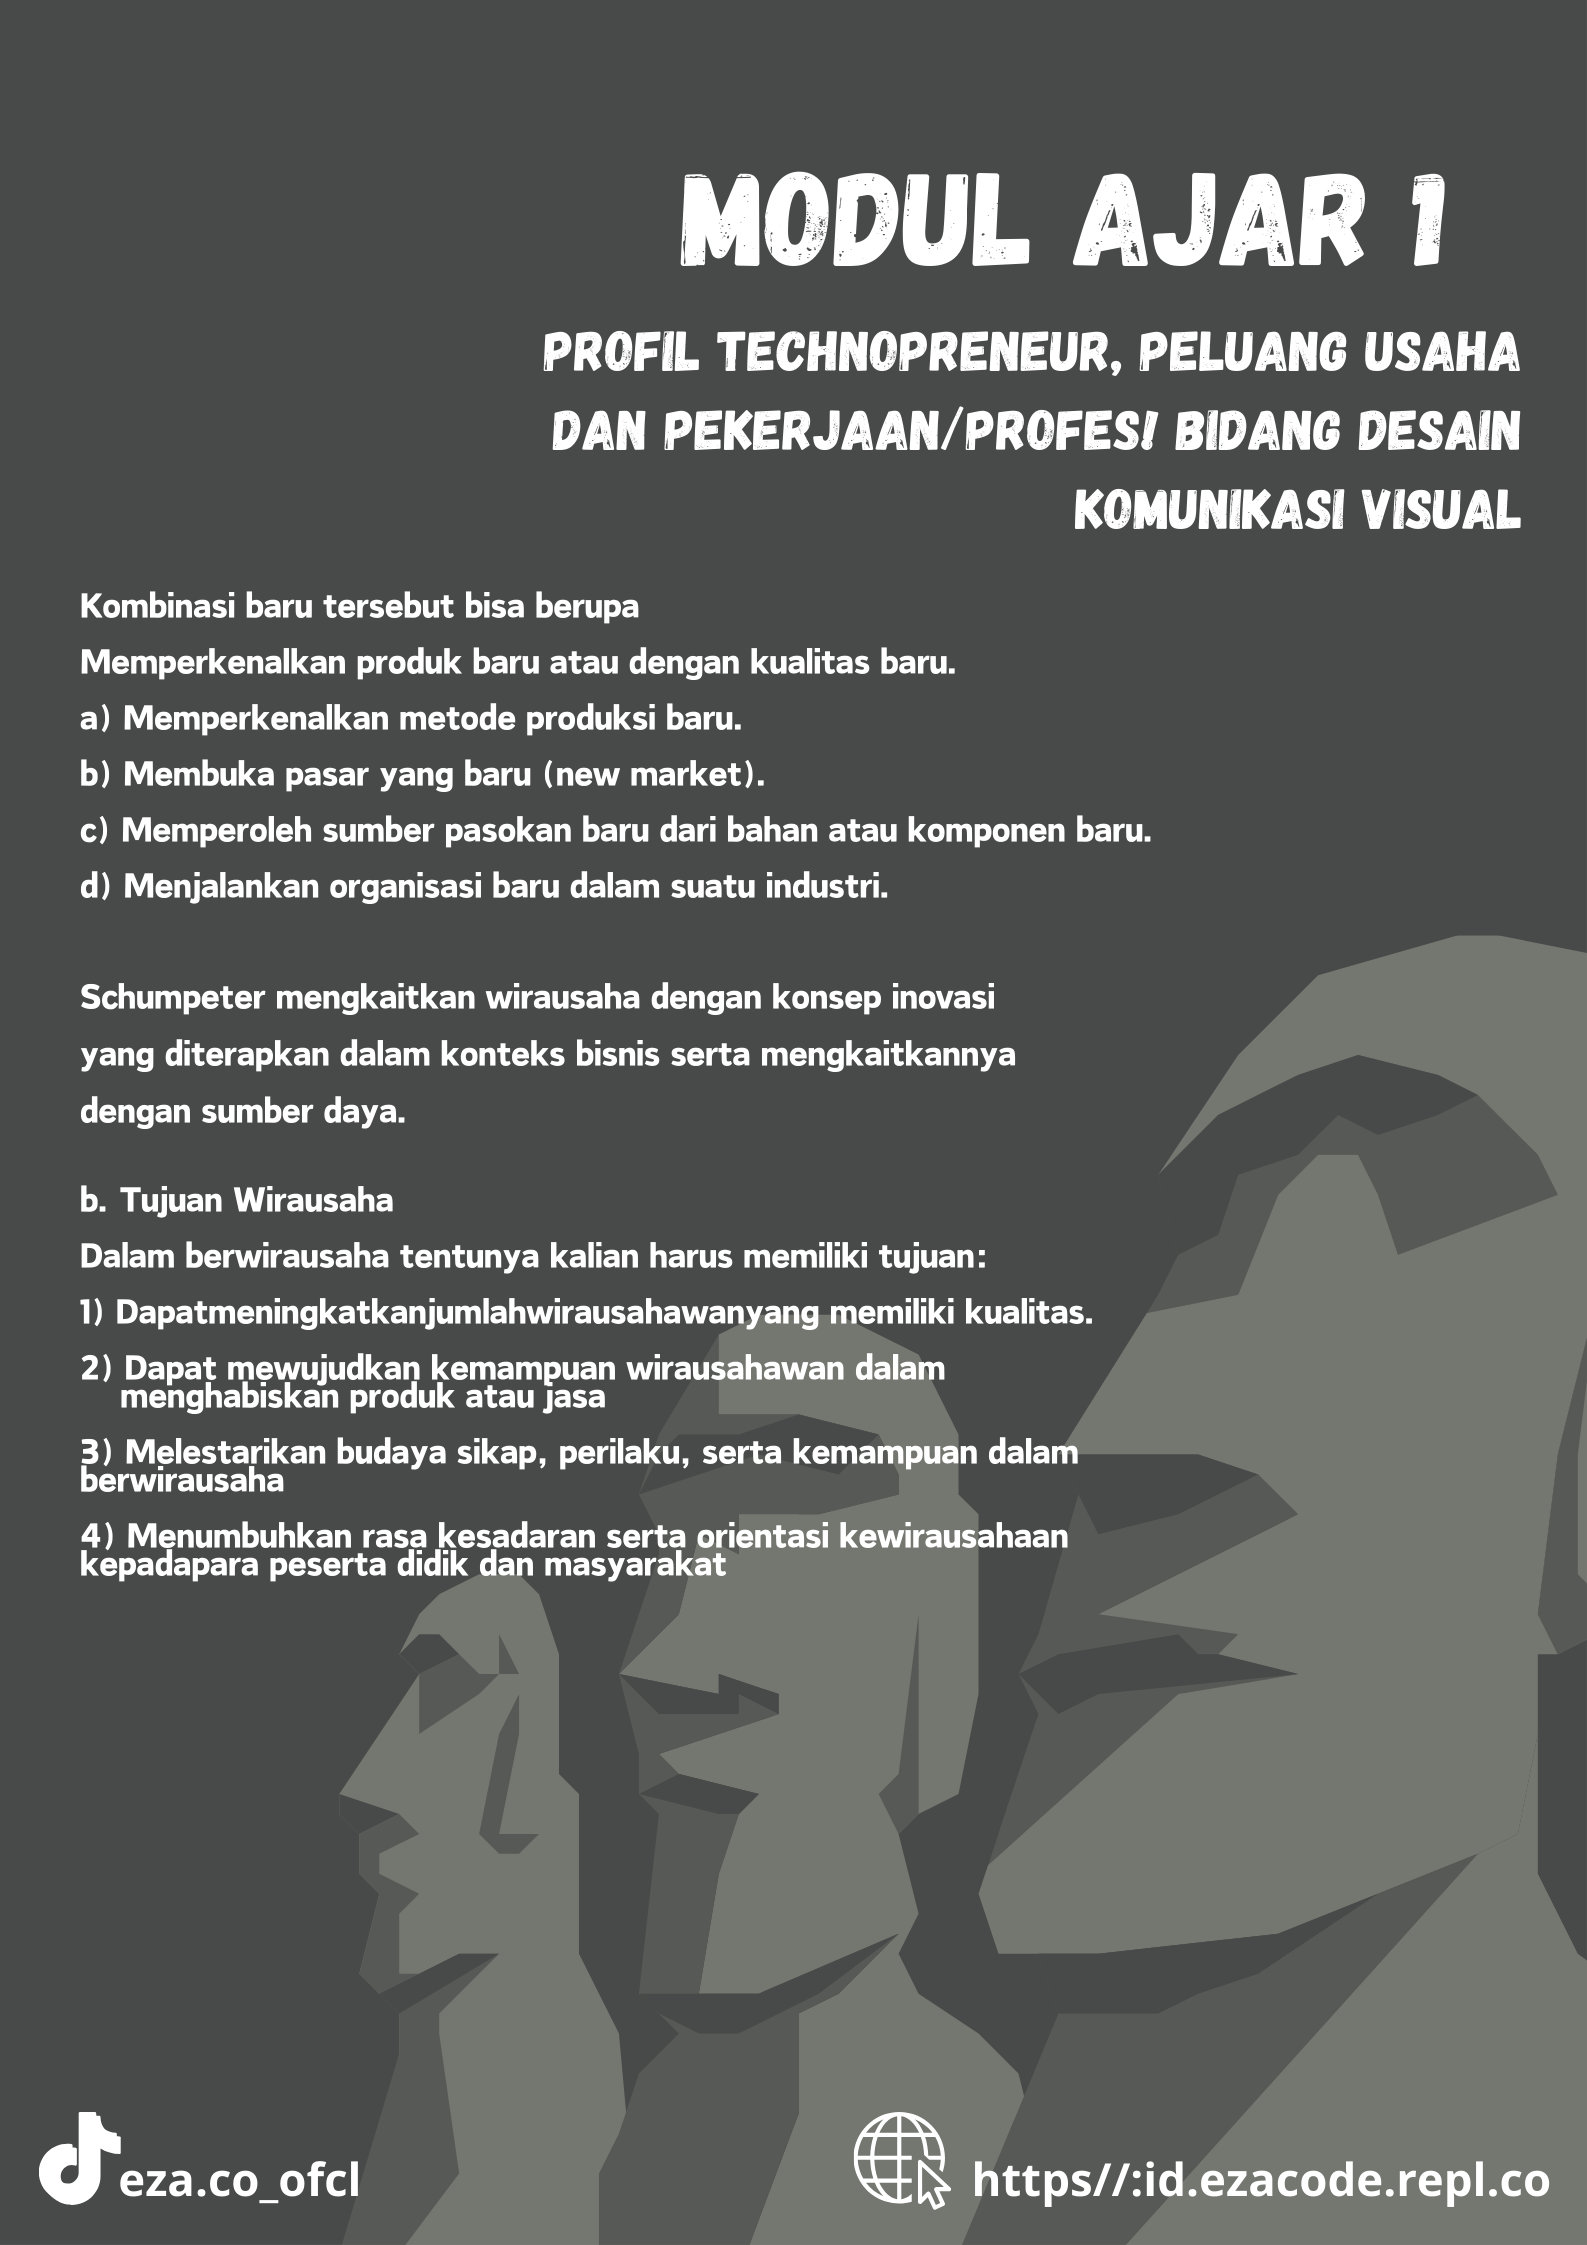 MODUL AJAR 1
PROFIL TECHNOPRENEUR, PELUANG USAHA
DAN PEKERJAAN/PROFES! BIDANG DESAIN
KOMUNIKASI VISUAL
Kombinasi baru tersebut bisa berupa
Memperkenalkan produk baru atau dengan kualitas baru.
a) Memperkenalkan metode produksi baru.
b) Membuka pasar yang baru (new market).
c) Memperoleh sumber pasokan baru dari bahan atau komponen baru.
d) Menjalankan organisasi baru dalam suatu industri.
Schumpeter mengkaitkan wirausaha dengan konsep inovasi
yang diterapkan dalam konteks bisnis serta mengkaitkannya
dengan sumber daya.
b. Tujuan Wirausaha
Dalam berwirausaha tentunya kalian harus memiliki tujuan:
1) Dapatmeningkatkanjumlahwirausahawanyang memiliki kualitas.
2) Dapat mewujudkan kemampuan wirausahawan dalam
menghabiskan produk atau jasa
3) Melestarikan budaya sikap, perilaku, serta kemampuan dalam
berwirausaha
4) Menumbuhkan rasa kesadaran serta orientasi kewirausahaan
kepadapara peserta didik dan masyarakat
eza.co_ofcl
https//:id.ezacode.repl.co